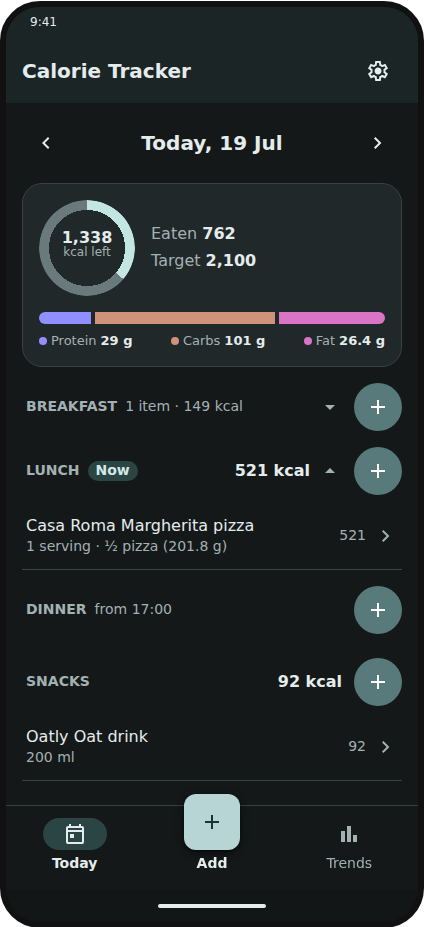 9:41
Calorie Tracker
Today, 19 Jul
1,338
kcal left
Eaten 762
Target 2,100
Protein 29 g Carbs 101 g Fat 26.4 g
BREAKFAST 1 item · 149 kcal
LUNCH Now 521 kcal
Casa Roma Margherita pizza
1 serving · ½ pizza (201.8 g)
521
DINNER from 17:00
SNACKS 92 kcal
Oatly Oat drink
200 ml
92
Today Add Trends